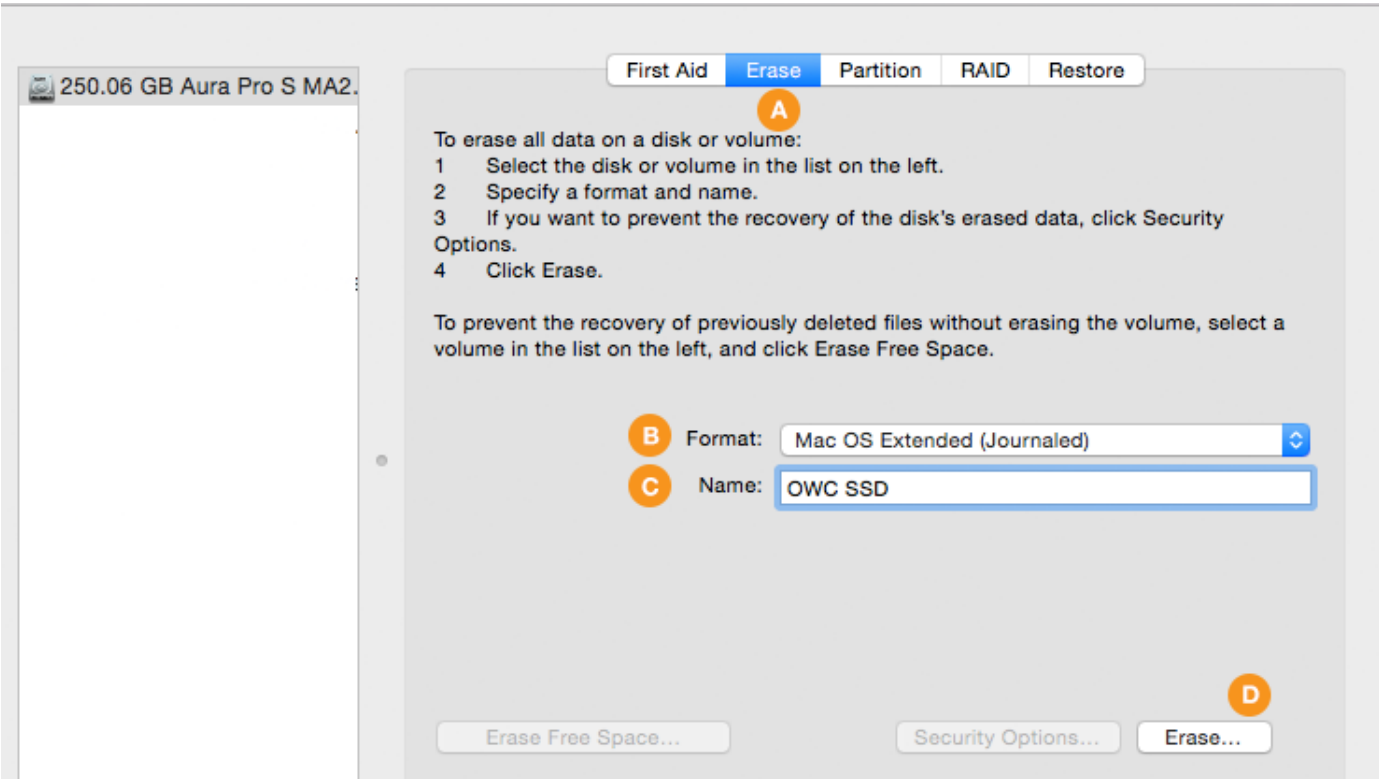 250.06 GB Aura Pro S MA2.
First Aid Erase Partition RAID Restore
A
To erase all data on a disk or volume:
1 Select the disk or volume in the list on the left.
2 Specify a format and name.
3 If you want to prevent the recovery of the disk’s erased data, click Security
Options.
4 Click Erase.
To prevent the recovery of previously deleted files without erasing the volume, select a
volume in the list on the left, and click Erase Free Space.
B Format: Mac OS Extended (Journaled)
C Name: OWC SSD
D
Erase Free Space... Security Options... Erase...